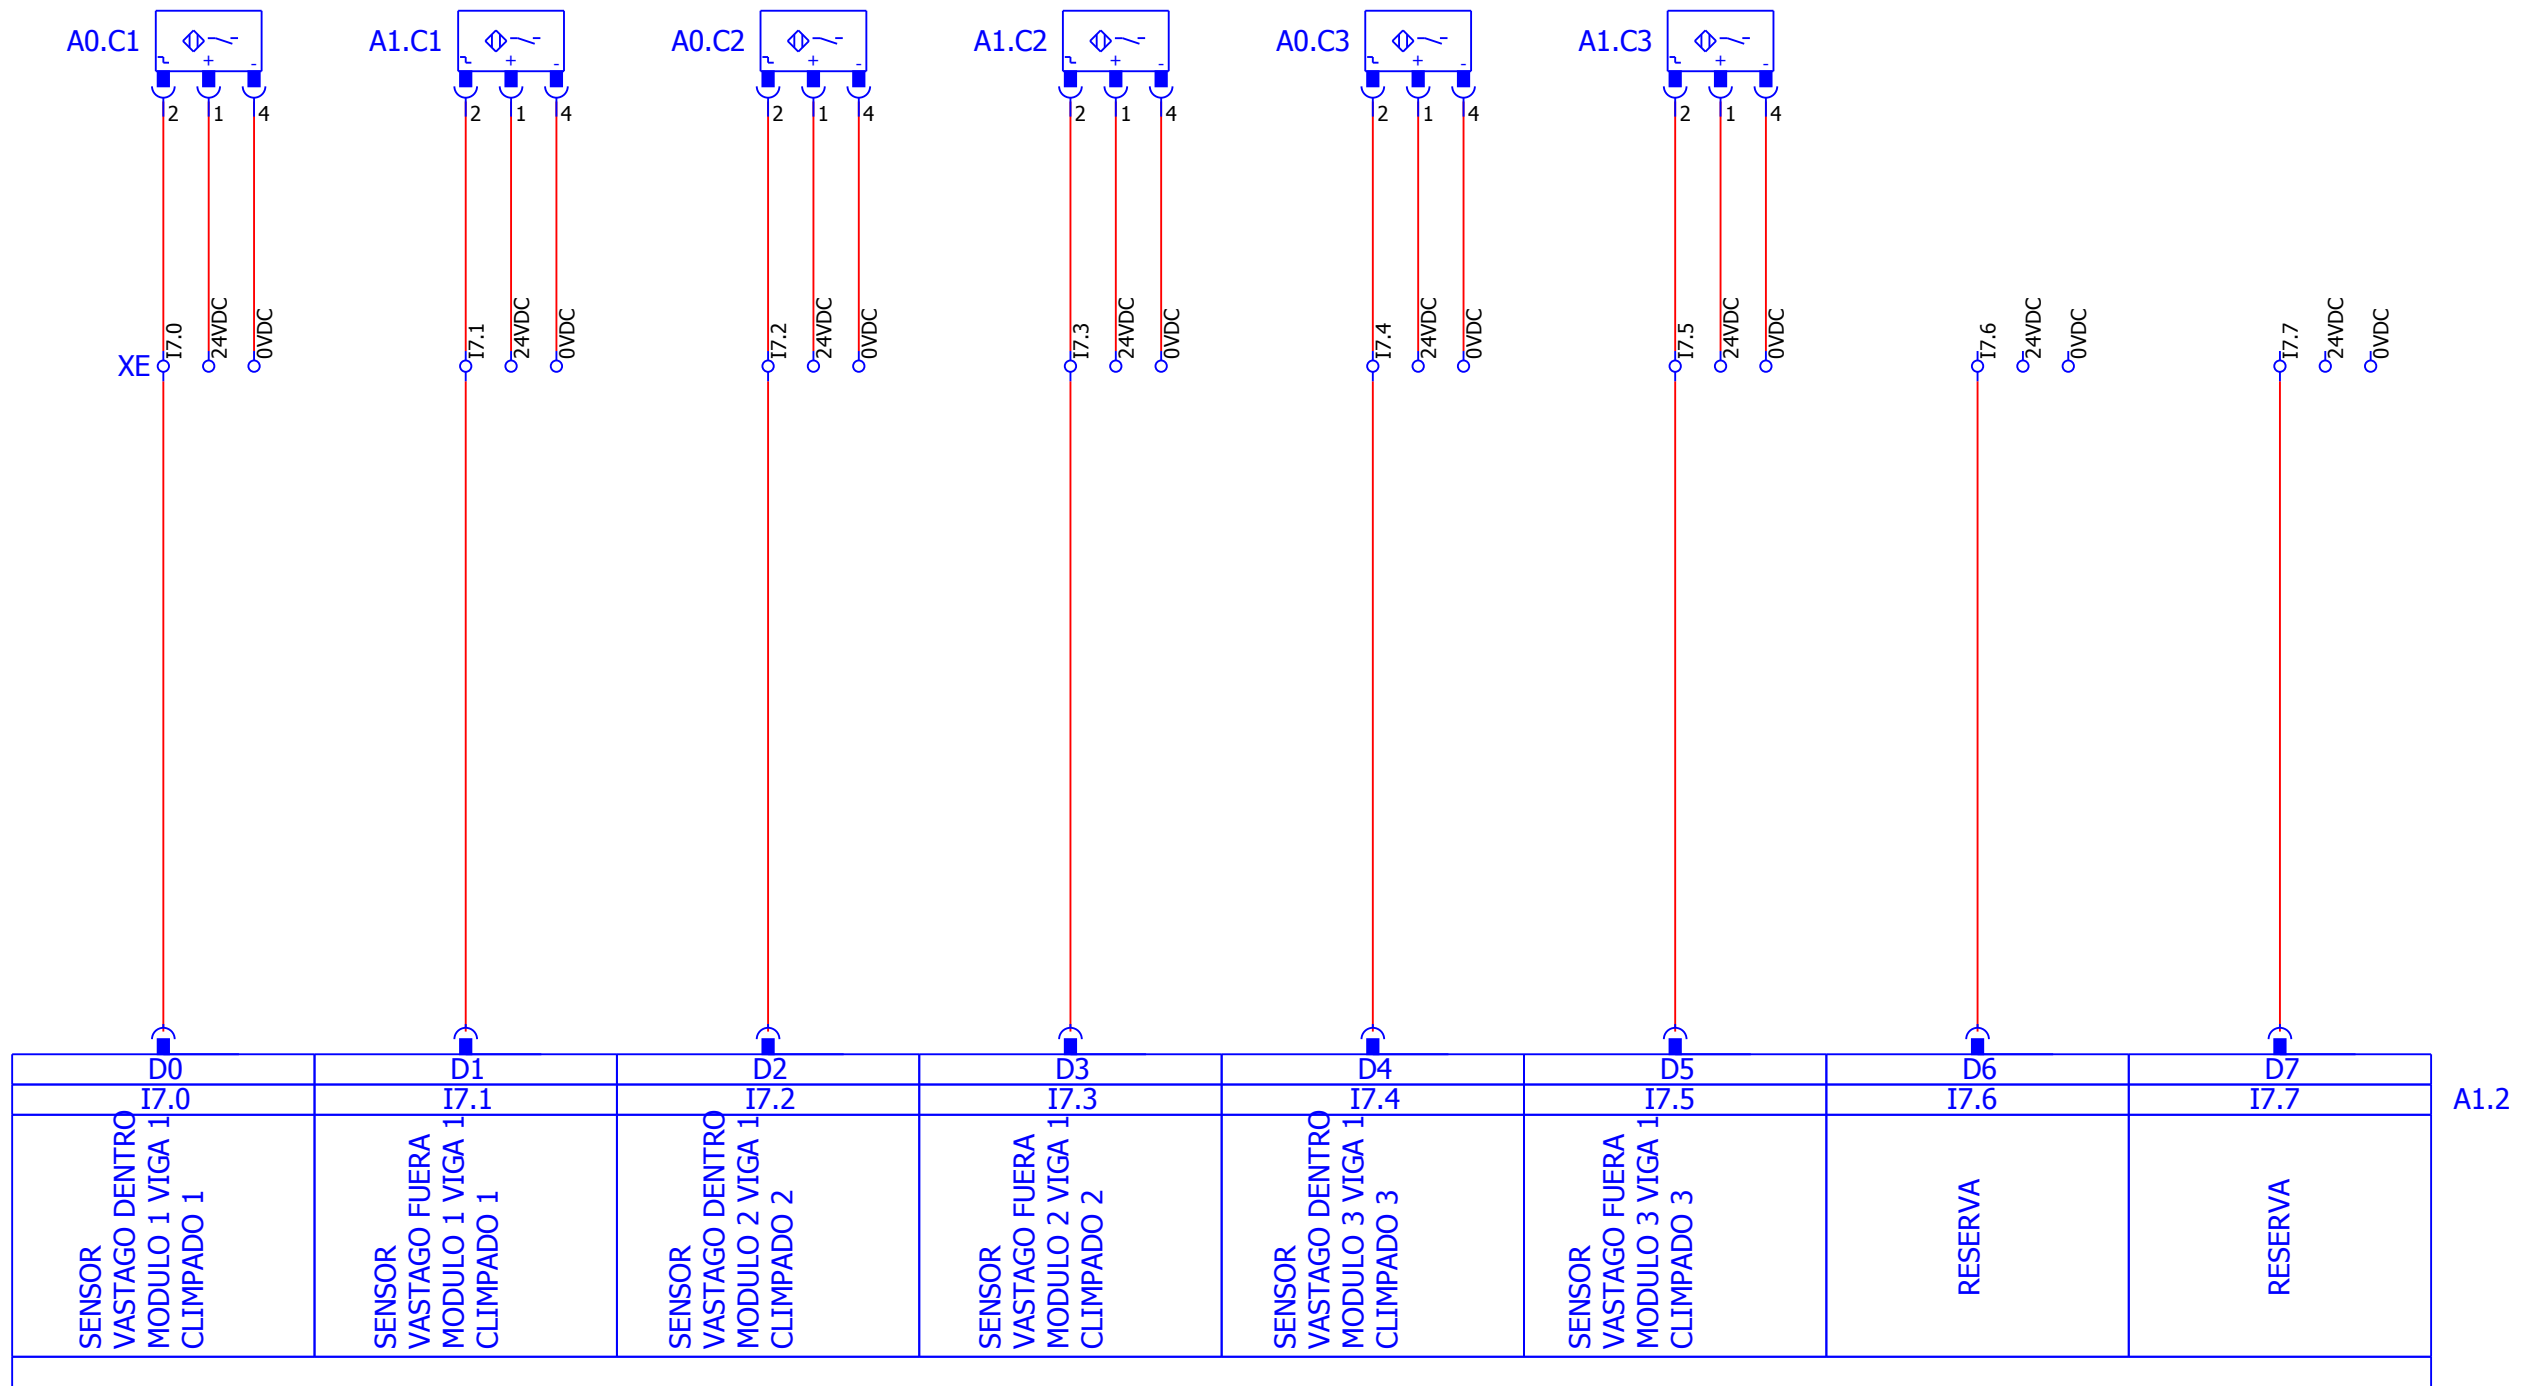 A0.C1
A1.C1
A0.C2
A1.C2
A0.C3
A1.C3
+ -
+ -
+ -
+ -
+ -
+ -
2 1 4
2 1 4
2 1 4
2 1 4
2 1 4
2 1 4
XE
I7.0 24VDC 0VDC
I7.1 24VDC 0VDC
I7.2 24VDC 0VDC
I7.3 24VDC 0VDC
I7.4 24VDC 0VDC
I7.5 24VDC 0VDC
I7.6 24VDC 0VDC
I7.7 24VDC 0VDC
D0 D1 D2 D3 D4 D5 D6 D7
I7.0 I7.1 I7.2 I7.3 I7.4 I7.5 I7.6 I7.7
A1.2
SENSOR
VASTAGO DENTRO
MODULO 1 VIGA 1
CLIMPADO 1
SENSOR
VASTAGO FUERA
MODULO 1 VIGA 1
CLIMPADO 1
SENSOR
VASTAGO DENTRO
MODULO 2 VIGA 1
CLIMPADO 2
SENSOR
VASTAGO FUERA
MODULO 2 VIGA 1
CLIMPADO 2
SENSOR
VASTAGO DENTRO
MODULO 3 VIGA 1
CLIMPADO 3
SENSOR
VASTAGO FUERA
MODULO 3 VIGA 1
CLIMPADO 3
RESERVA
RESERVA